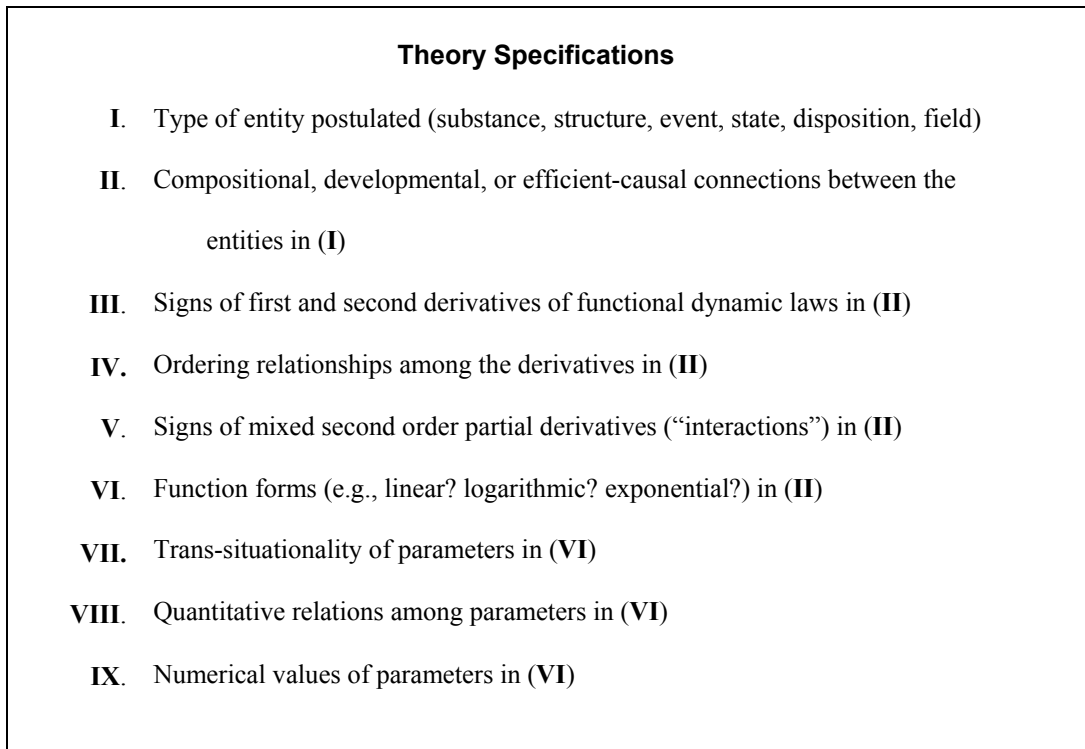 Theory Specifications
I. Type of entity postulated (substance, structure, event, state, disposition, field)
II. Compositional, developmental, or efficient-causal connections between the
entities in (I)
III. Signs of first and second derivatives of functional dynamic laws in (II)
IV. Ordering relationships among the derivatives in (II)
V. Signs of mixed second order partial derivatives (“interactions”) in (II)
VI. Function forms (e.g., linear? logarithmic? exponential?) in (II)
VII. Trans-situationality of parameters in (VI)
VIII. Quantitative relations among parameters in (VI)
IX. Numerical values of parameters in (VI)